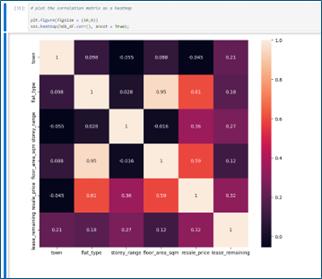 # plot the correlation matrix as a heatmap
plt.figure(figsize = (10,8))
sns.heatmap(hdb_df.corr(), annot = True);
town 1 0.098 -0.055 0.088 -0.045 0.21
flat_type 0.098 1 0.028 0.95 0.61 0.18
storey_range -0.055 0.028 1 -0.016 0.36 0.27
floor_area_sqm 0.088 0.95 -0.016 1 0.59 0.12
resale_price -0.045 0.61 0.36 0.59 1 0.32
lease_remaining 0.21 0.18 0.27 0.12 0.32 1
town flat_type storey_range floor_area_sqm resale_price lease_remaining
1.0
0.8
0.6
0.4
0.2
0.0